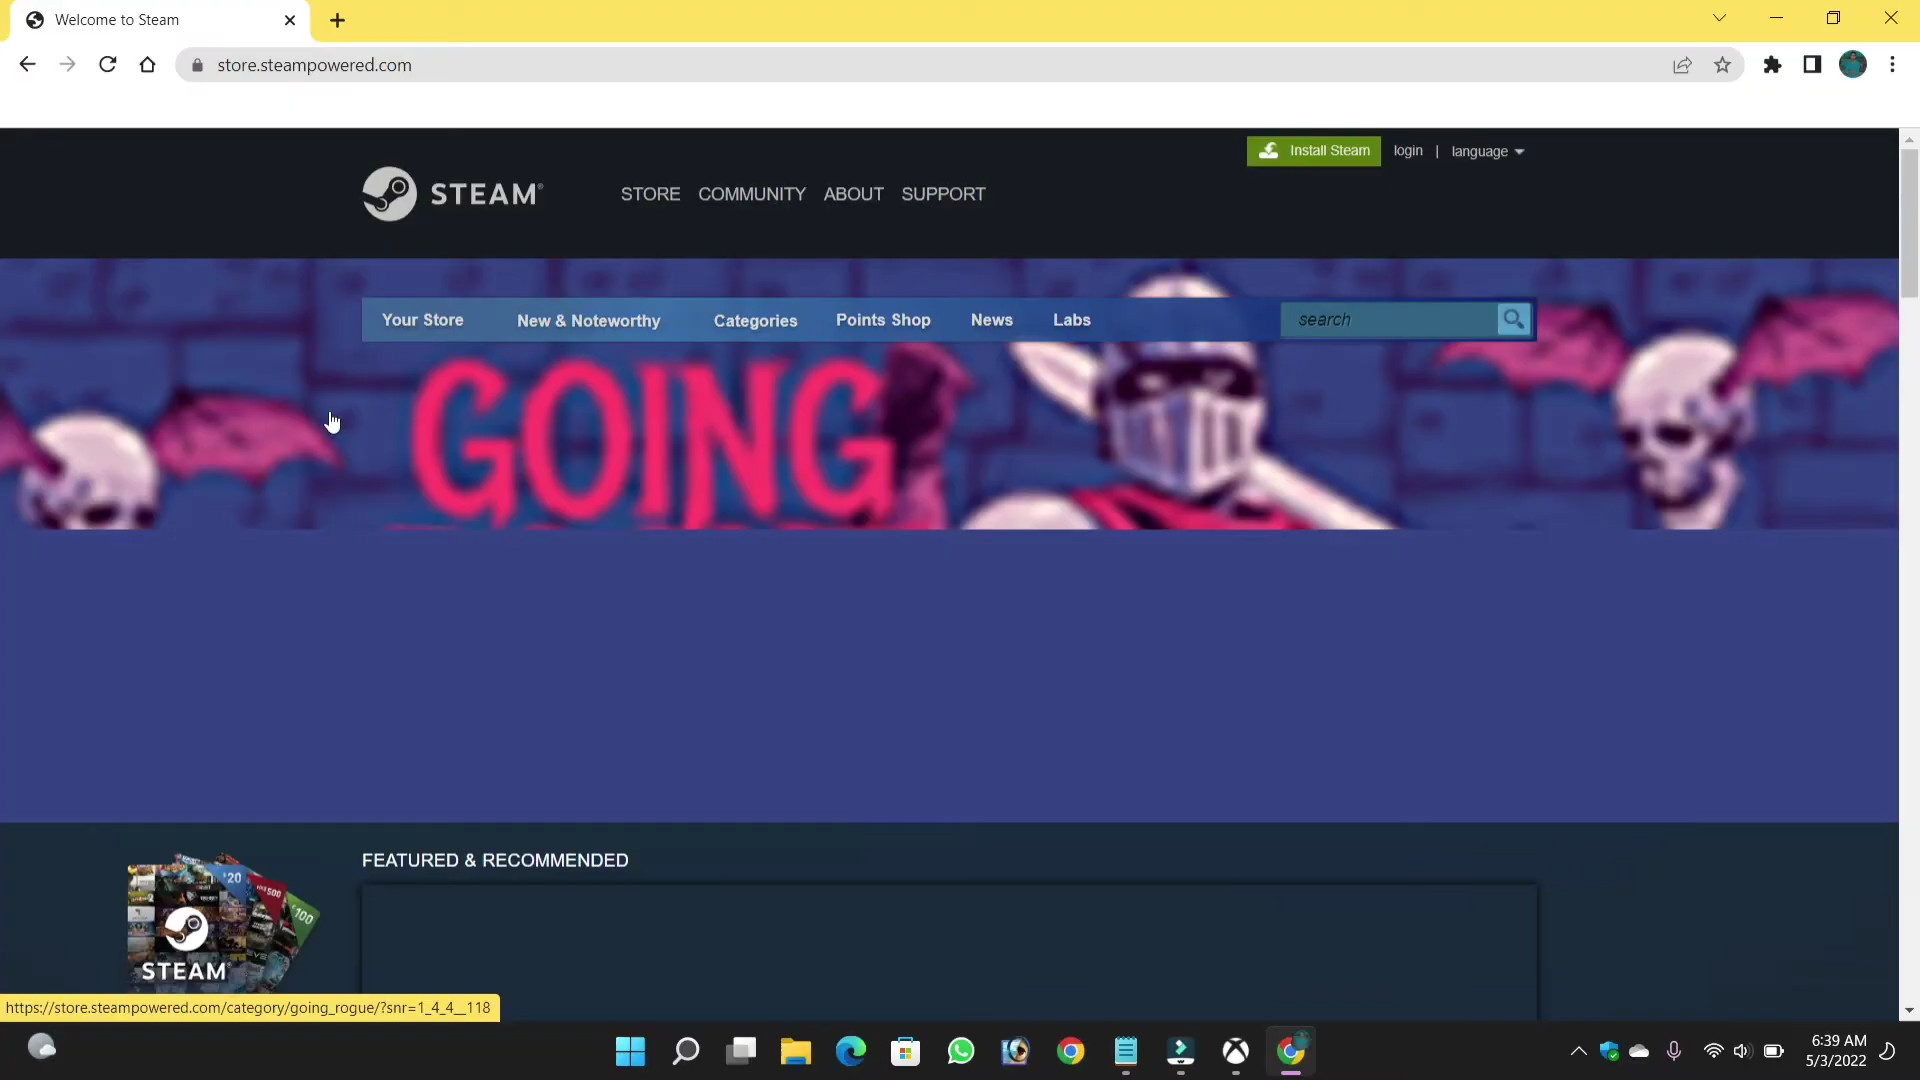 Welcome to Steam
store.steampowered.com
Install Steam login | language
STEAM® STORE COMMUNITY ABOUT SUPPORT
Your Store New & Noteworthy Categories Points Shop News Labs search
GOING
FEATURED & RECOMMENDED
$20
$100
STEAM®
https://store.steampowered.com/category/going_rogue/?snr=1_4_4__118
6:39 AM
5/3/2022